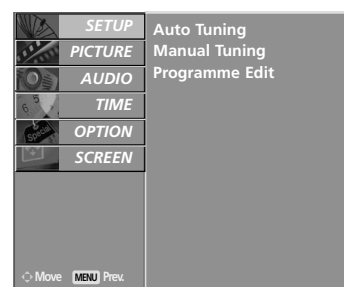 SETUP
PICTURE
AUDIO
TIME
OPTION
SCREEN
Auto Tuning
Manual Tuning
Programme Edit
Move MENU Prev.